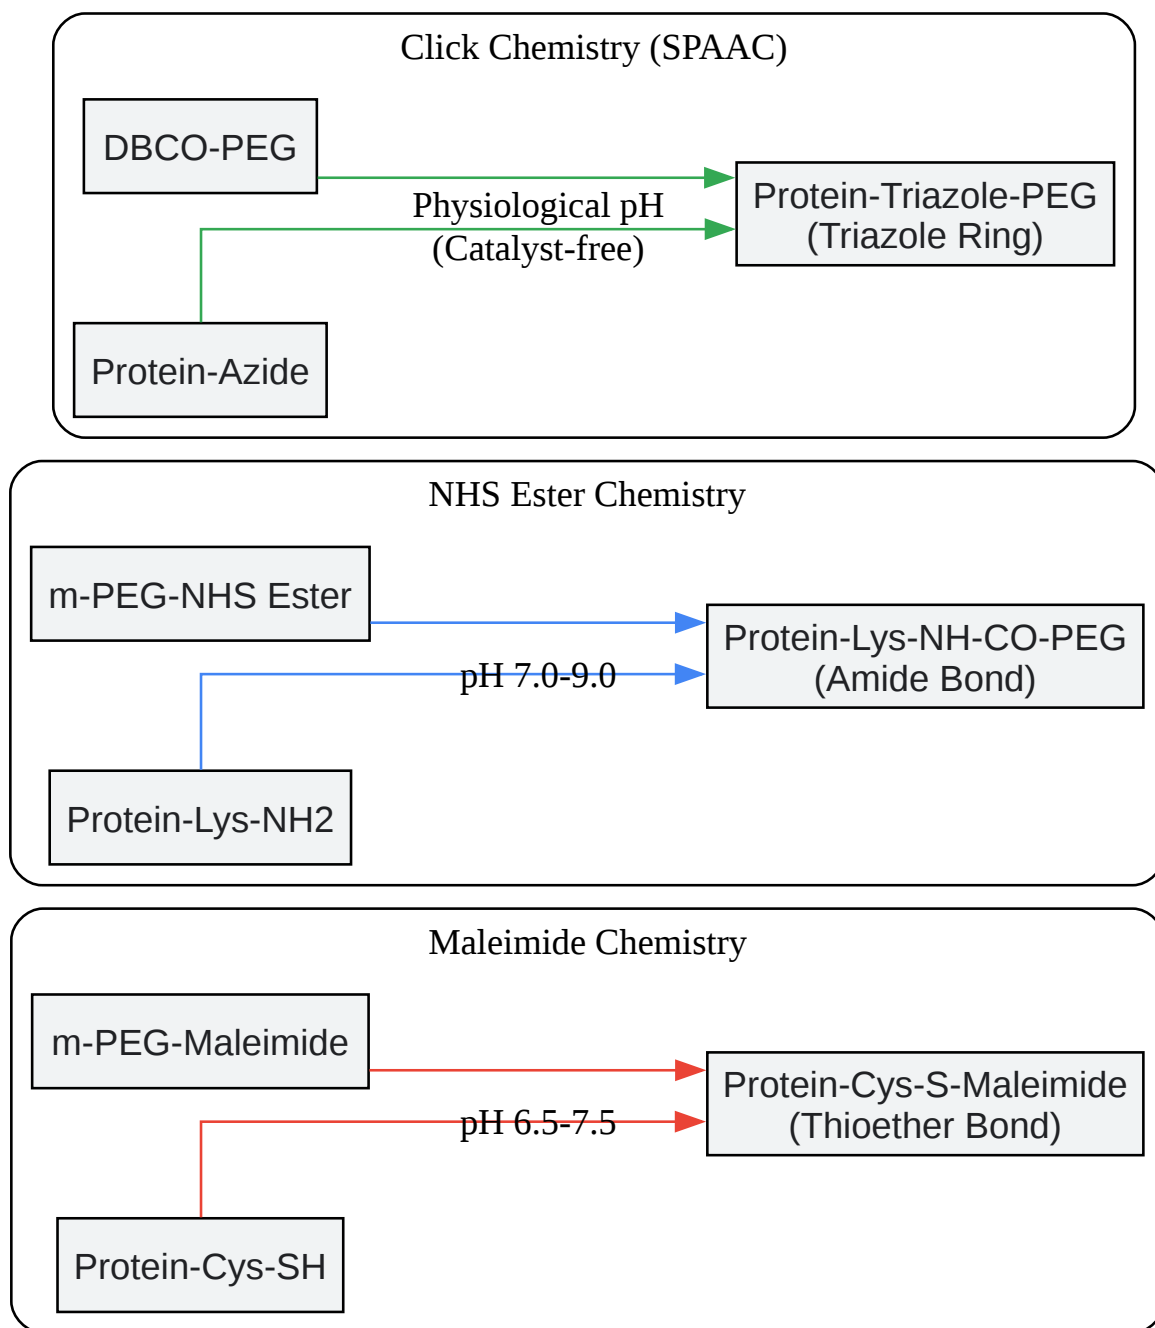 Click Chemistry (SPAAC)
DBCO-PEG
Physiological pH
(Catalyst-free)
Protein-Triazole-PEG
(Triazole Ring)
Protein-Azide
NHS Ester Chemistry
m-PEG-NHS Ester
pH 7.0-9.0
Protein-Lys-NH-CO-PEG
(Amide Bond)
Protein-Lys-NH2
Maleimide Chemistry
m-PEG-Maleimide
pH 6.5-7.5
Protein-Cys-S-Maleimide
(Thioether Bond)
Protein-Cys-SH